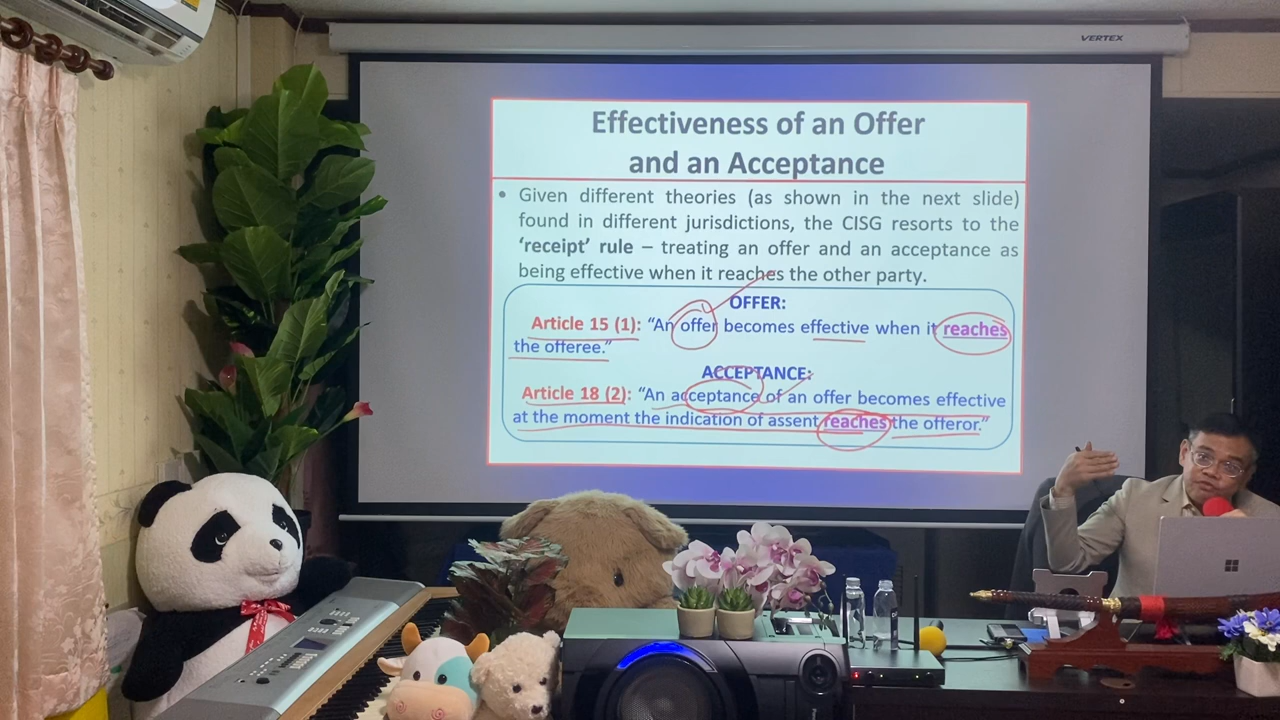 VERTEX
Effectiveness of an Offer
and an Acceptance
• Given different theories (as shown in the next slide)
found in different jurisdictions, the CISG resorts to the
‘receipt’ rule – treating an offer and an acceptance as
being effective when it reaches the other party.
OFFER:
Article 15 (1): “An offer becomes effective when it reaches
the offeree.”
ACCEPTANCE:
Article 18 (2): “An acceptance of an offer becomes effective
at the moment the indication of assent reaches the offeror.”